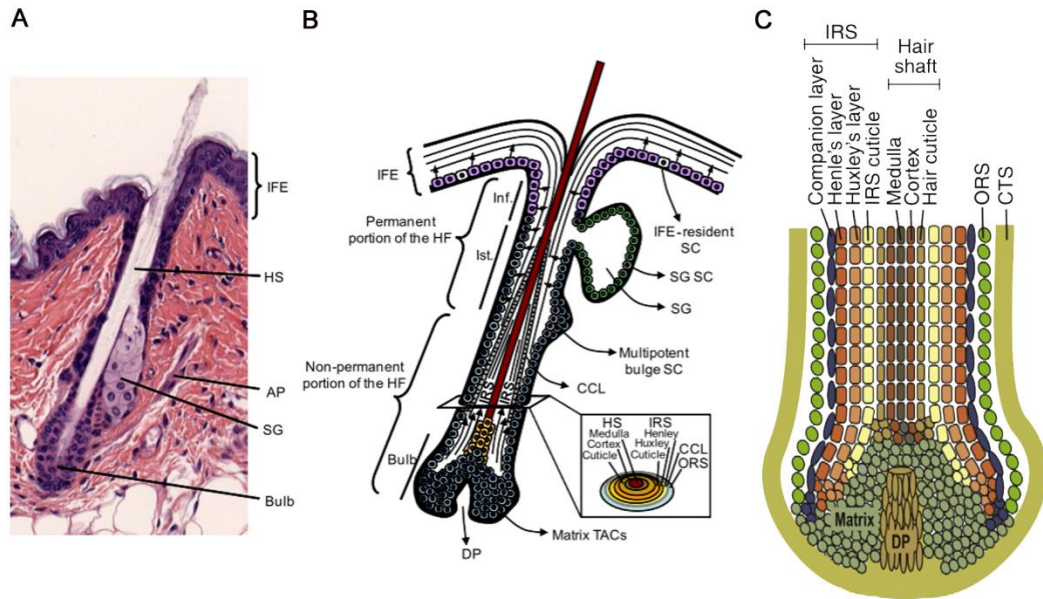 A
IFE
HS
AP
SG
Bulb
B
IFE
Inf.
Permanent
portion of the HF
Ist.
Non-permanent
portion of the HF
Bulb
IRS
IRS
IFE-resident
SC
SG SC
SG
Multipotent
bulge SC
CCL
HS
Medulla
Cortex
Cuticle
IRS
Henley
Huxley
Cuticle
CCL
ORS
Matrix TACs
DP
C
IRS
Hair
shaft
Companion layer
Henle's layer
Huxley's layer
IRS cuticle
Medulla
Cortex
Hair cuticle
ORS
CTS
Matrix
DP